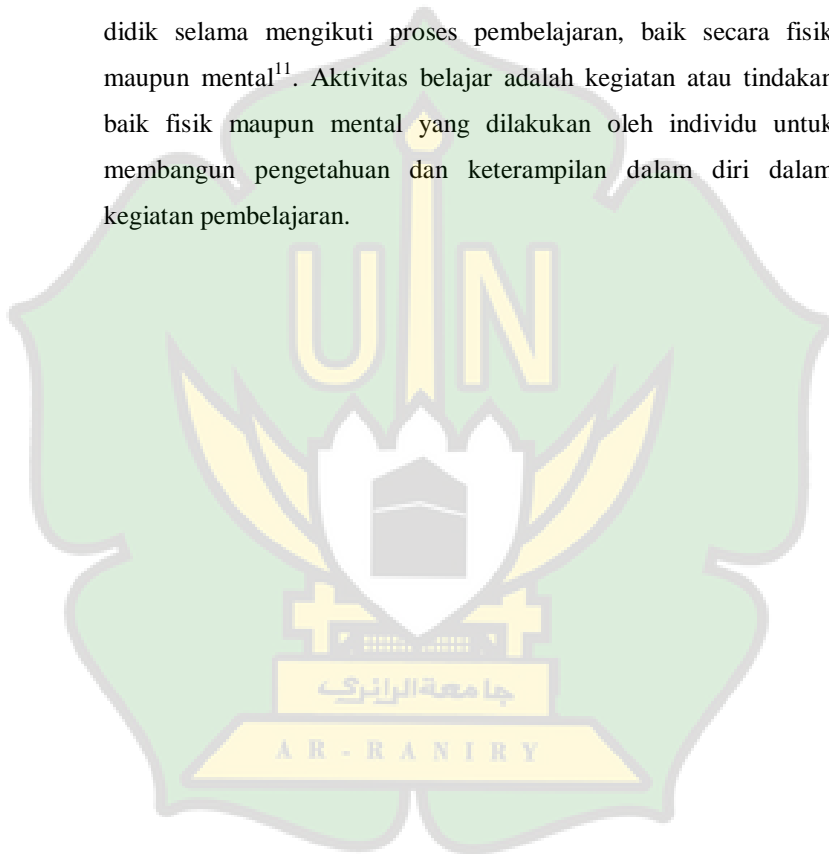 didik selama mengikuti proses pembelajaran, baik secara fisik
maupun mental¹¹. Aktivitas belajar adalah kegiatan atau tindakan
baik fisik maupun mental yang dilakukan oleh individu untuk
membangun pengetahuan dan keterampilan dalam diri dalam
kegiatan pembelajaran.
UIN
جامعة الرانري
AR-RANIRY